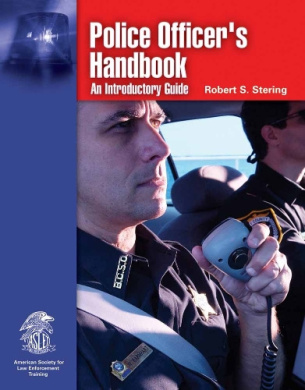 Police Officer's
Handbook
An Introductory Guide
Robert S. Stering
B.C.S.O.
ASLET
American Society for
Law Enforcement
Training